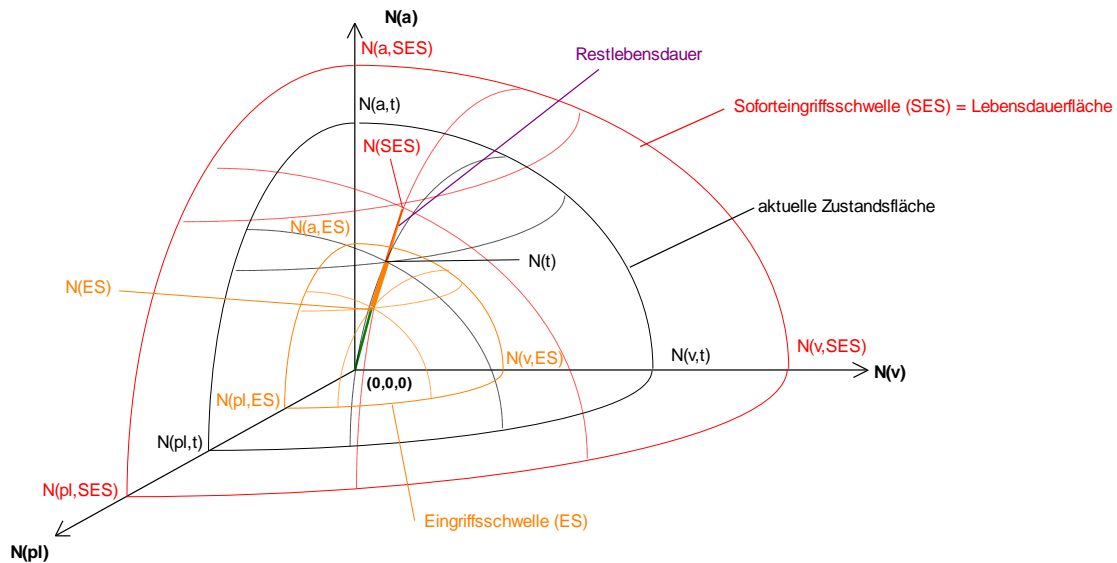 N(a)
N(a,SES)
Restlebensdauer
N(a,t)
Soforteingriffsschwelle (SES) = Lebensdauerfläche
N(SES)
aktuelle Zustandsfläche
N(a,ES)
N(t)
N(ES)
N(v,ES)
N(v,t)
N(v,SES)
N(v)
(0,0,0)
N(pl,ES)
N(pl,t)
N(pl,SES)
Eingriffsschwelle (ES)
N(pl)